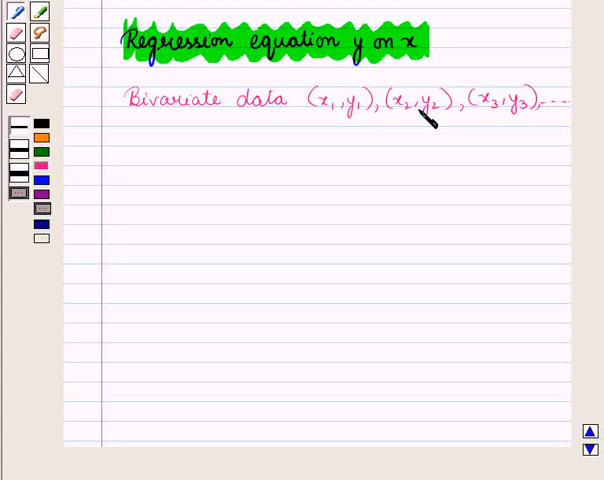 Regression equation y on x
Bivariate data (x₁,y₁),(x₂,y₂),(x₃,y₃),----